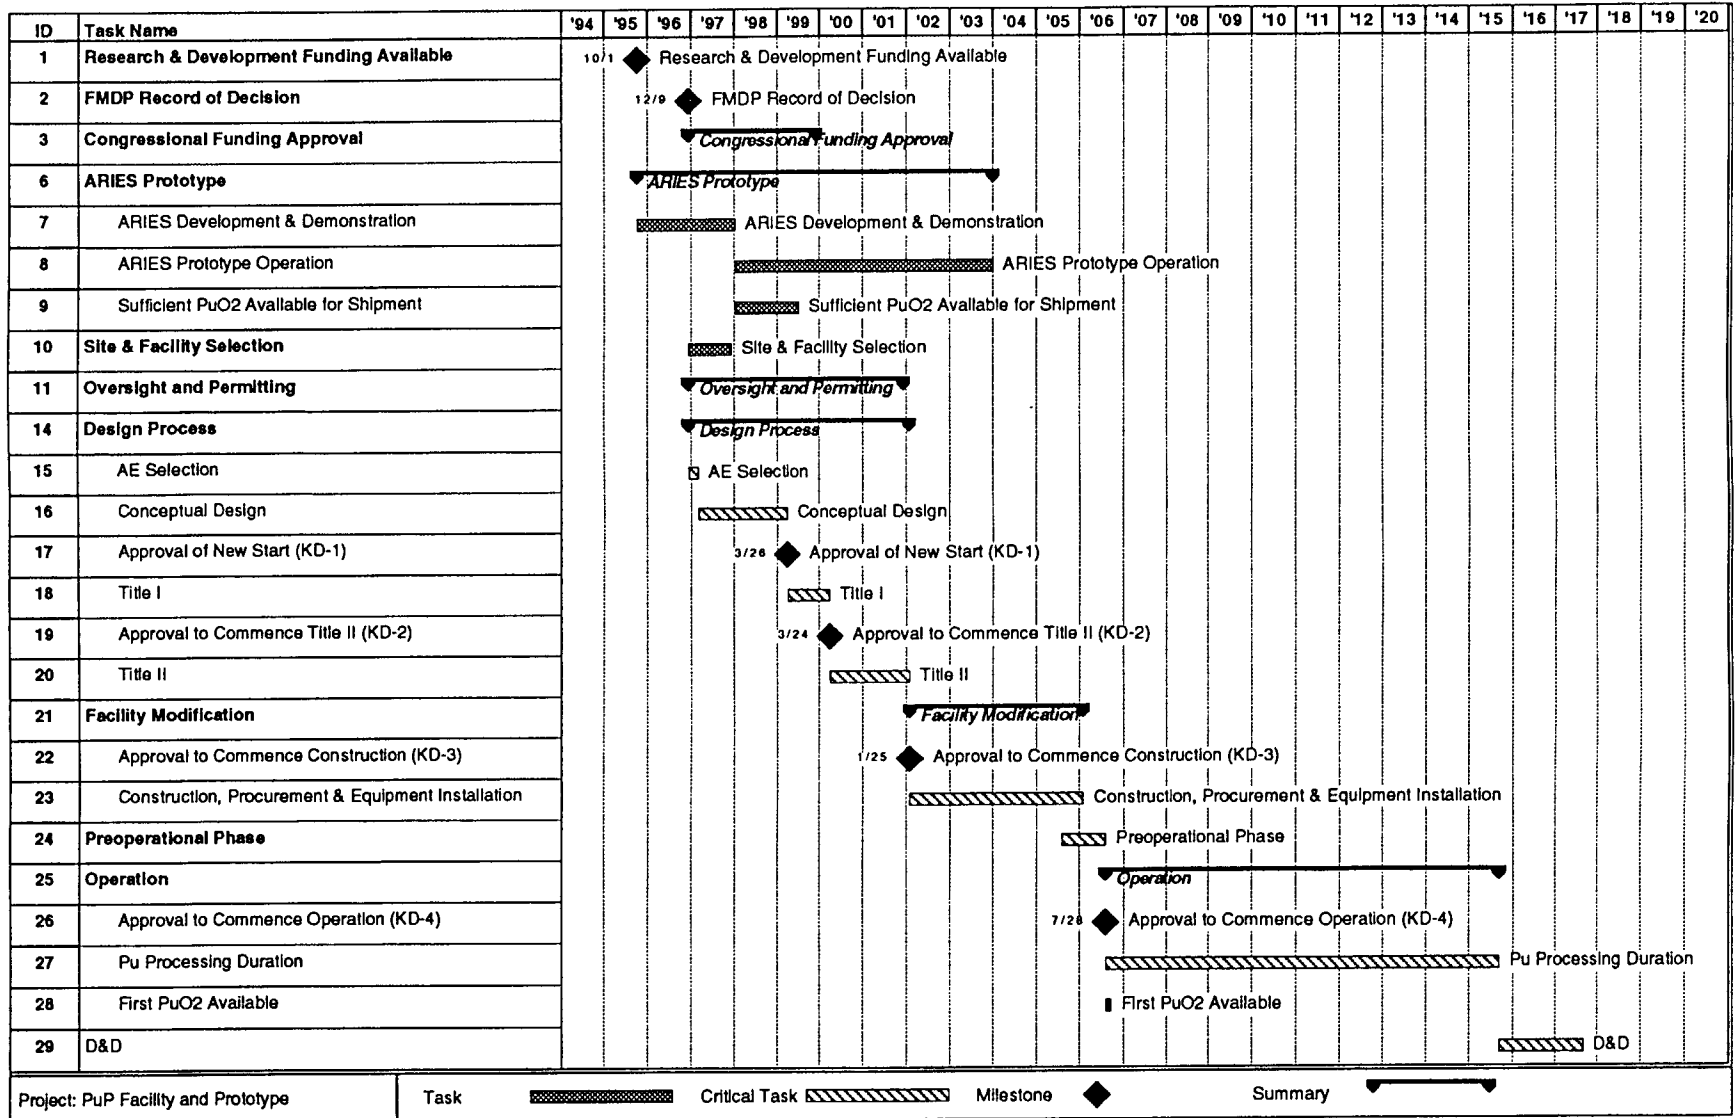 ID Task Name '94 '95 '96 '97 '98 '99 '00 '01 '02 '03 '04 '05 '06 '07 '08 '09 '10 '11 '12 '13 '14 '15 '16 '17 '18 '19 '20
1 Research & Development Funding Available 10/1 Research & Development Funding Available
2 FMDP Record of Decision 12/9 FMDP Record of Decision
3 Congressional Funding Approval Congressional Funding Approval
6 ARIES Prototype ARIES Prototype
7 ARIES Development & Demonstration ARIES Development & Demonstration
8 ARIES Prototype Operation ARIES Prototype Operation
9 Sufficient PuO2 Available for Shipment Sufficient PuO2 Available for Shipment
10 Site & Facility Selection Site & Facility Selection
11 Oversight and Permitting Oversight and Permitting
14 Design Process Design Process
15 AE Selection AE Selection
16 Conceptual Design Conceptual Design
17 Approval of New Start (KD-1) 3/26 Approval of New Start (KD-1)
18 Title I Title I
19 Approval to Commence Title II (KD-2) 3/24 Approval to Commence Title II (KD-2)
20 Title II Title II
21 Facility Modification Facility Modification
22 Approval to Commence Construction (KD-3) 1/25 Approval to Commence Construction (KD-3)
23 Construction, Procurement & Equipment Installation Construction, Procurement & Equipment Installation
24 Preoperational Phase Preoperational Phase
25 Operation Operation
26 Approval to Commence Operation (KD-4) 7/28 Approval to Commence Operation (KD-4)
27 Pu Processing Duration Pu Processing Duration
28 First PuO2 Available First PuO2 Available
29 D&D D&D
Project: PuP Facility and Prototype Task Critical Task Milestone Summary